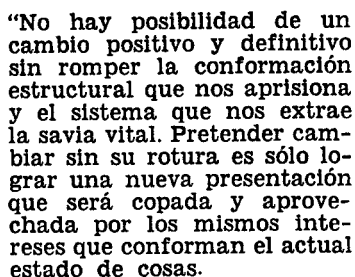 “No hay posibilidad de un
cambio positivo y definitivo
sin romper la conformación
estructural que nos aprisiona
y el sistema que nos extrae
la savia vital. Pretender cam-
biar sin su rotura es sólo lo-
grar una nueva presentación
que será copada y aprove-
chada por los mismos inte-
reses que conforman el actual
estado de cosas.